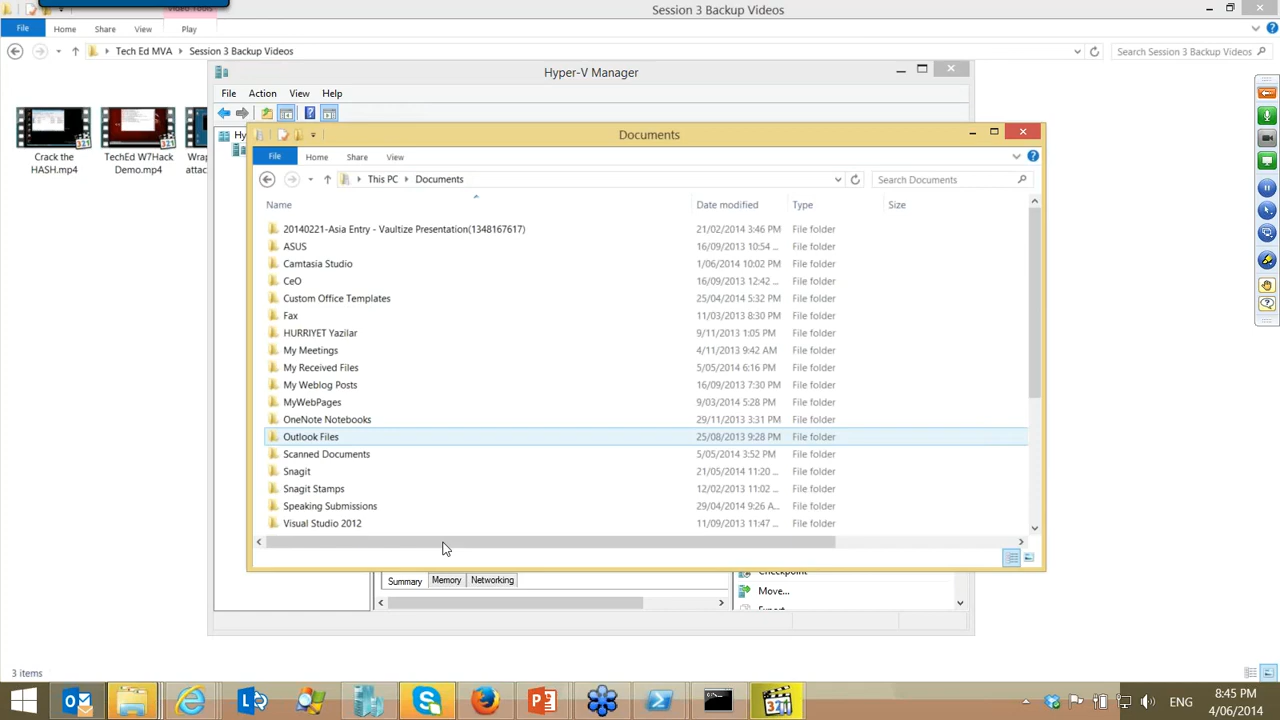 Video Tools
Session 3 Backup Videos
File Home Share View Play
Tech Ed MVA Session 3 Backup Videos
Search Session 3 Backup Videos
Hyper-V Manager
File Action View Help
Crack the HASH.mp4
TechEd W7Hack Demo.mp4
Wrap
attac
Hy
Documents
File Home Share View
This PC Documents
Search Documents
Name Date modified Type Size
20140221-Asia Entry - Vaultize Presentation(1348167617) 21/02/2014 3:46 PM File folder
ASUS 16/09/2013 10:54 ... File folder
Camtasia Studio 1/06/2014 10:02 PM File folder
CeO 16/09/2013 12:42 ... File folder
Custom Office Templates 25/04/2014 5:32 PM File folder
Fax 11/03/2013 8:30 PM File folder
HURRIYET Yazilar 9/11/2013 1:05 PM File folder
My Meetings 4/11/2013 9:42 AM File folder
My Received Files 5/05/2014 6:16 PM File folder
My Weblog Posts 16/09/2013 7:30 PM File folder
MyWebPages 9/03/2014 5:28 PM File folder
OneNote Notebooks 29/11/2013 3:31 PM File folder
Outlook Files 25/08/2013 9:28 PM File folder
Scanned Documents 5/05/2014 3:52 PM File folder
Snagit 21/05/2014 11:20 ... File folder
Snagit Stamps 12/02/2013 11:02 ... File folder
Speaking Submissions 29/04/2014 9:26 A... File folder
Visual Studio 2012 11/09/2013 11:47 ... File folder
Checkpoint
Summary Memory Networking
Move...
Export...
3 items
ENG
8:45 PM
4/06/2014